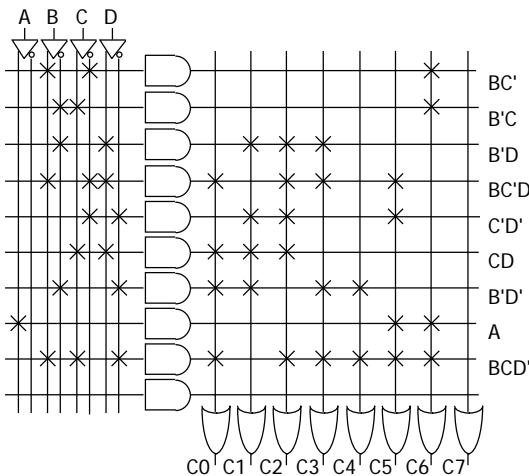 A B C D
BC'
B'C
B'D
BC'D
C'D'
CD
B'D'
A
BCD'
C0 C1 C2 C3 C4 C5 C6 C7